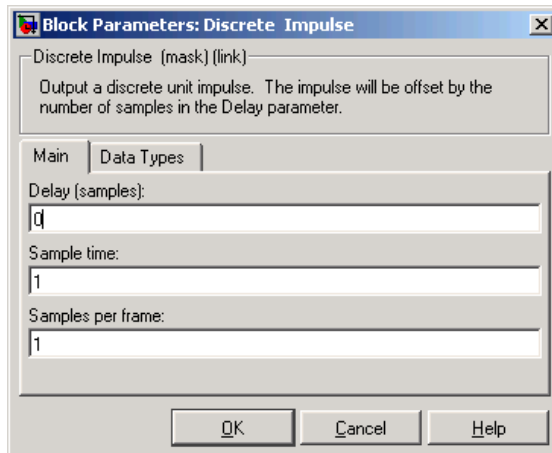 Block Parameters: Discrete Impulse
Discrete Impulse (mask) (link)
Output a discrete unit impulse. The impulse will be offset by the
number of samples in the Delay parameter.
Main Data Types
Delay (samples):
0
Sample time:
1
Samples per frame:
1
OK Cancel Help